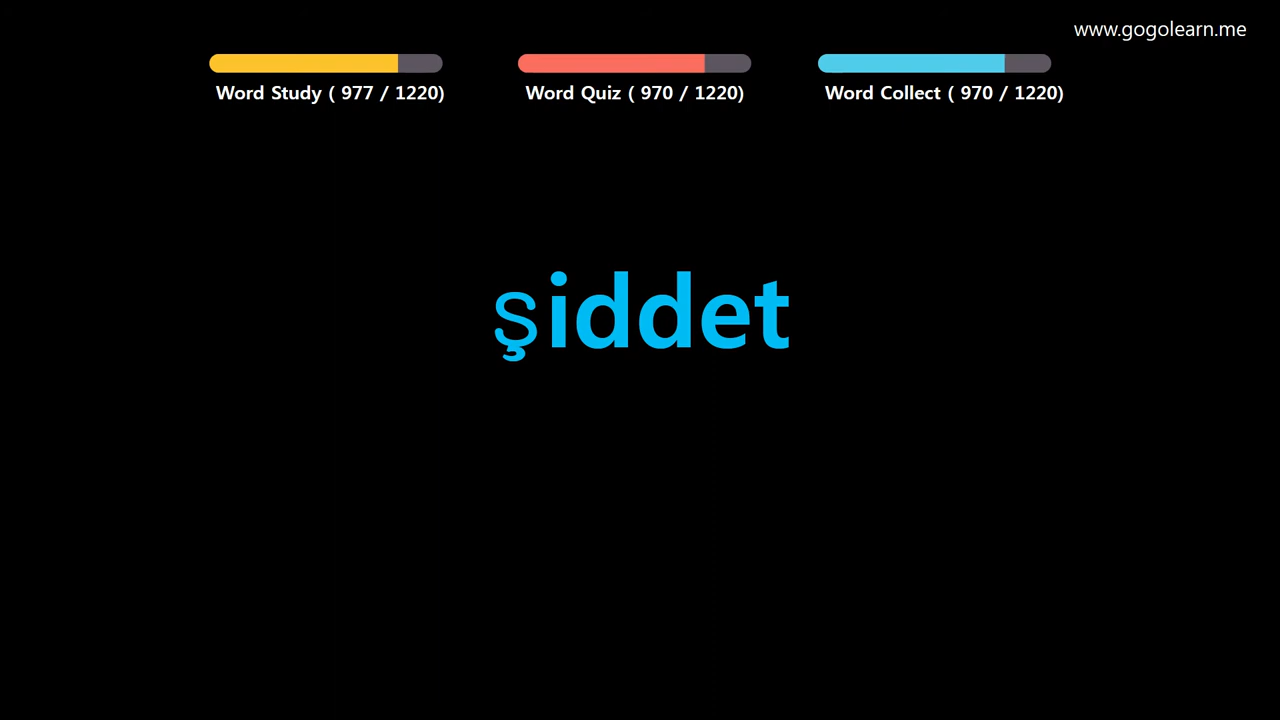 www.gogolearn.me
Word Study ( 977 / 1220)
Word Quiz ( 970 / 1220)
Word Collect ( 970 / 1220)
şiddet